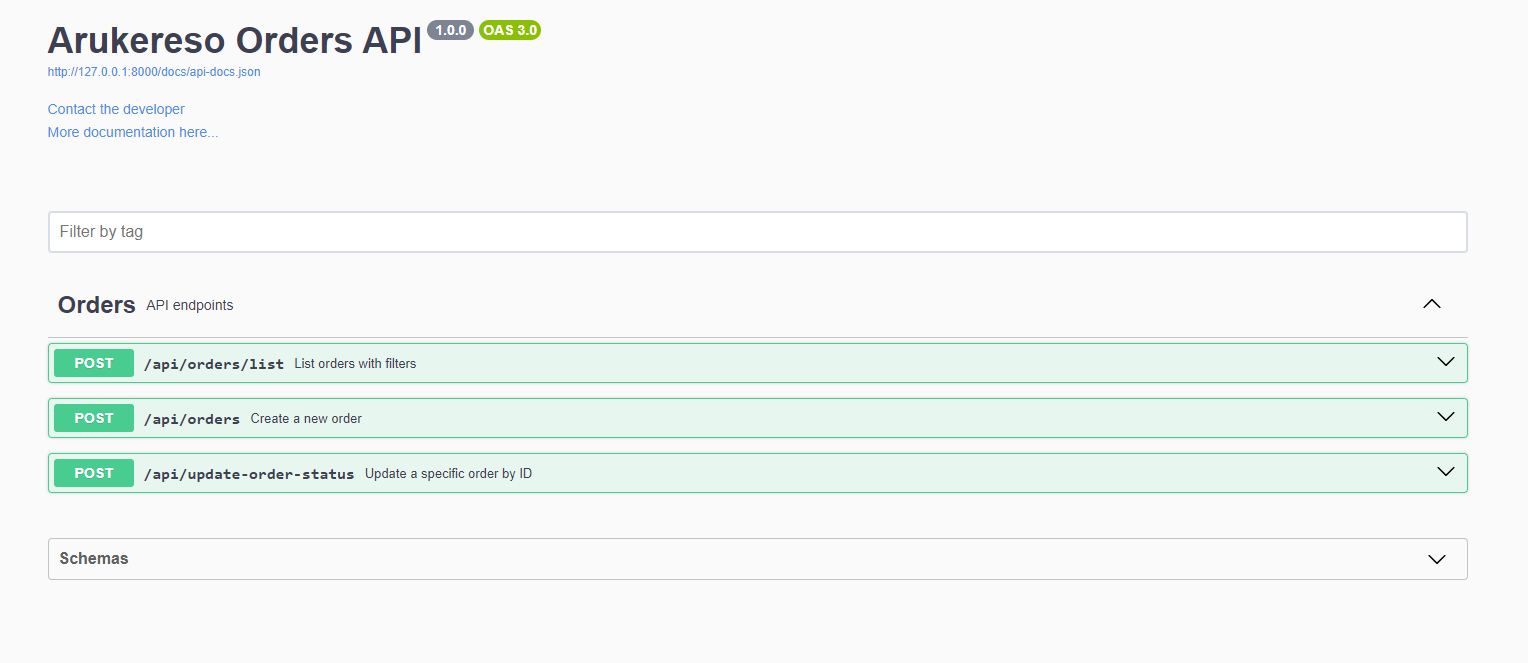 Arukereso Orders API 1.0.0 OAS 3.0
http://127.0.0.1:8000/docs/api-docs.json
Contact the developer
More documentation here...
Filter by tag
Orders API endpoints
POST /api/orders/list List orders with filters
POST /api/orders Create a new order
POST /api/update-order-status Update a specific order by ID
Schemas